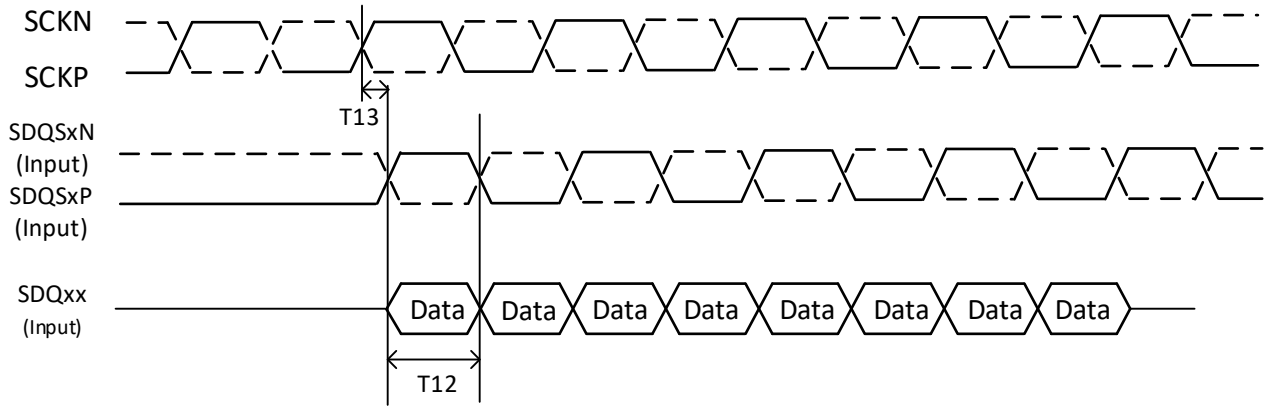 SCKN
SCKP
T13
SDQSxN
(Input)
SDQSxP
(Input)
SDQxx
(Input)
Data Data Data Data Data Data Data Data
T12